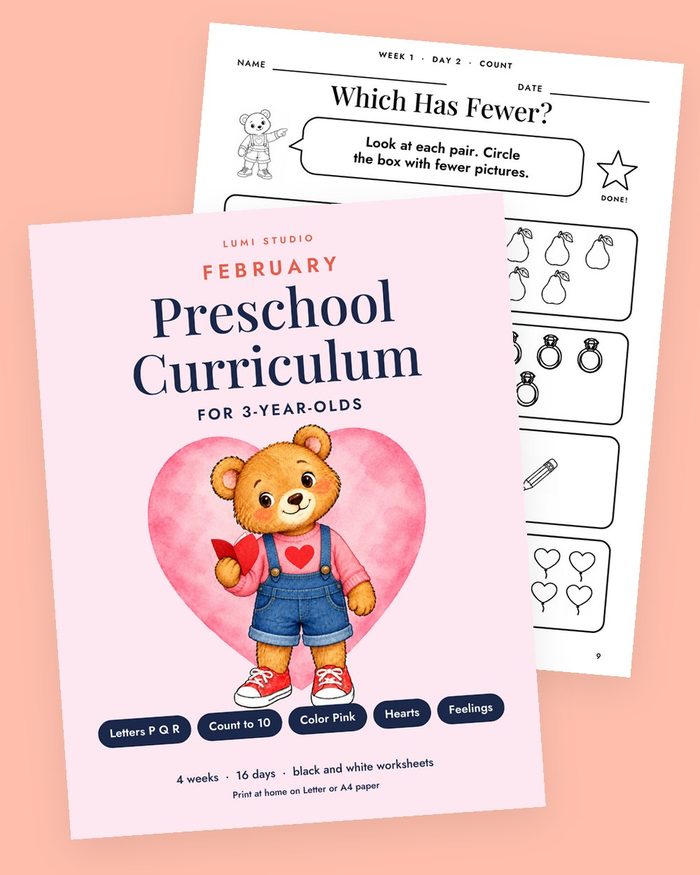 WEEK 1 · DAY 2 · COUNT
NAME
DATE
Which Has Fewer?
Look at each pair. Circle
the box with fewer pictures.
DONE!
9
LUMI STUDIO
FEBRUARY
Preschool
Curriculum
FOR 3-YEAR-OLDS
Letters P Q R
Count to 10
Color Pink
Hearts
Feelings
4 weeks · 16 days · black and white worksheets
Print at home on Letter or A4 paper